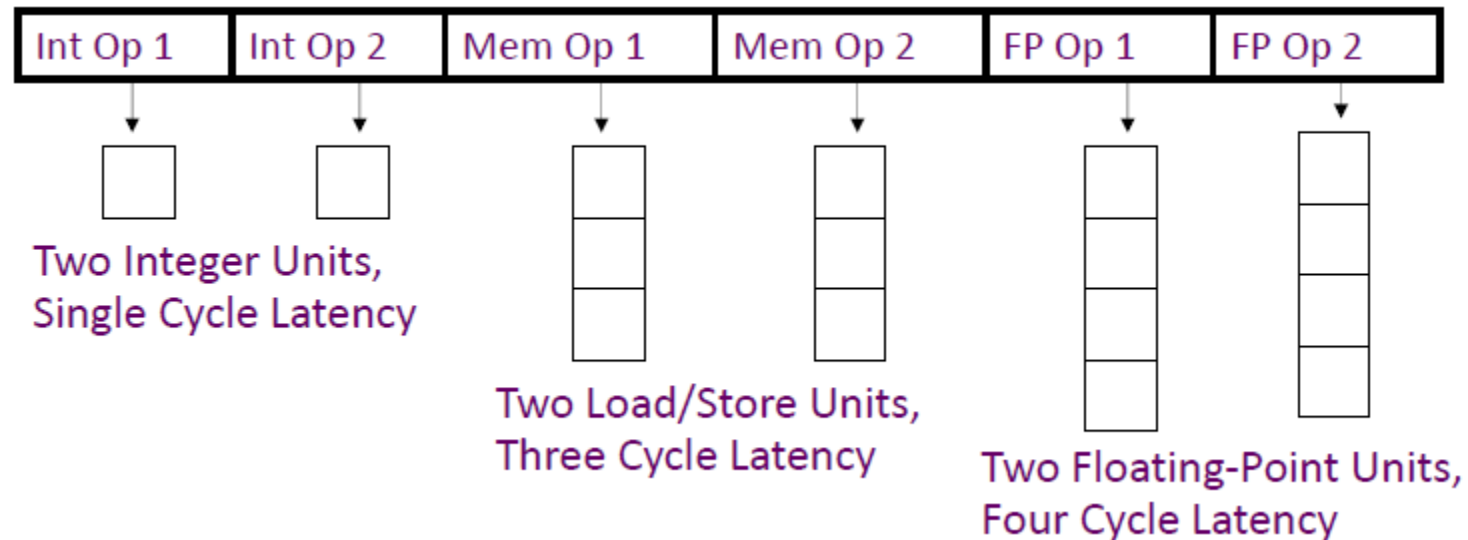 Int Op 1 Int Op 2 Mem Op 1 Mem Op 2 FP Op 1 FP Op 2
Two Integer Units,
Single Cycle Latency
Two Load/Store Units,
Three Cycle Latency
Two Floating-Point Units,
Four Cycle Latency